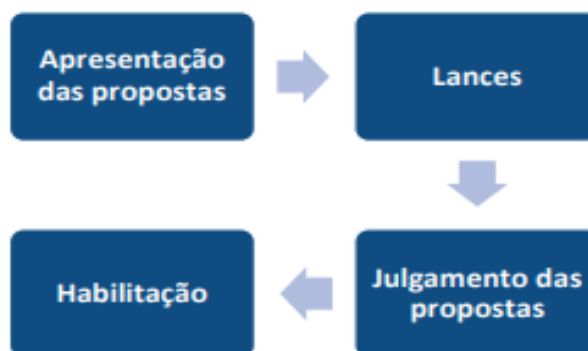 Apresentação
das propostas
Lances
Julgamento das
propostas
Habilitação